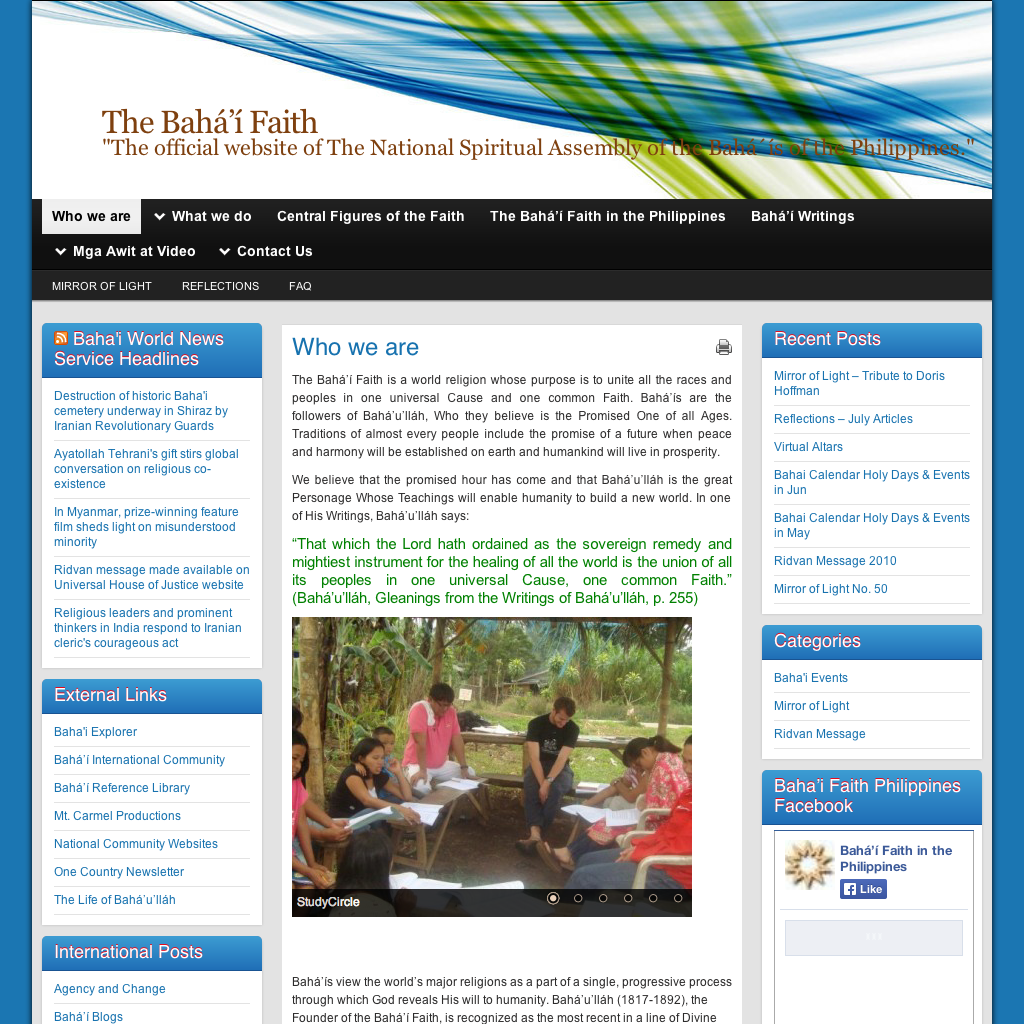 The Bahá’í Faith
"The official website of The National Spiritual Assembly of the Bahá´ís of the Philippines."
Who we are
What we do
Central Figures of the Faith
The Bahá’í Faith in the Philippines
Bahá’í Writings
Mga Awit at Video
Contact Us
MIRROR OF LIGHT
REFLECTIONS
FAQ
Baha'i World News
Service Headlines
Destruction of historic Baha'i
cemetery underway in Shiraz by
Iranian Revolutionary Guards
Ayatollah Tehrani's gift stirs global
conversation on religious co-
existence
In Myanmar, prize-winning feature
film sheds light on misunderstood
minority
Ridvan message made available on
Universal House of Justice website
Religious leaders and prominent
thinkers in India respond to Iranian
cleric's courageous act
External Links
Baha'i Explorer
Bahá’í International Community
Bahá’í Reference Library
Mt. Carmel Productions
National Community Websites
One Country Newsletter
The Life of Bahá’u’lláh
International Posts
Agency and Change
Bahá’í Blogs
Who we are
The Bahá’í Faith is a world religion whose purpose is to unite all the races and
peoples in one universal Cause and one common Faith. Bahá’ís are the
followers of Bahá’u’lláh, Who they believe is the Promised One of all Ages.
Traditions of almost every people include the promise of a future when peace
and harmony will be established on earth and humankind will live in prosperity.
We believe that the promised hour has come and that Bahá’u’lláh is the great
Personage Whose Teachings will enable humanity to build a new world. In one
of His Writings, Bahá’u’lláh says:
“That which the Lord hath ordained as the sovereign remedy and
mightiest instrument for the healing of all the world is the union of all
its peoples in one universal Cause, one common Faith.”
(Bahá’u’lláh, Gleanings from the Writings of Bahá’u’lláh, p. 255)
StudyCircle
Bahá’ís view the world’s major religions as a part of a single, progressive process
through which God reveals His will to humanity. Bahá’u’lláh (1817-1892), the
Founder of the Bahá’í Faith, is recognized as the most recent in a line of Divine
Recent Posts
Mirror of Light – Tribute to Doris
Hoffman
Reflections – July Articles
Virtual Altars
Bahai Calendar Holy Days & Events
in Jun
Bahai Calendar Holy Days & Events
in May
Ridvan Message 2010
Mirror of Light No. 50
Categories
Baha'i Events
Mirror of Light
Ridvan Message
Baha’i Faith Philippines
Facebook
Bahá'í Faith in the
Philippines
Like